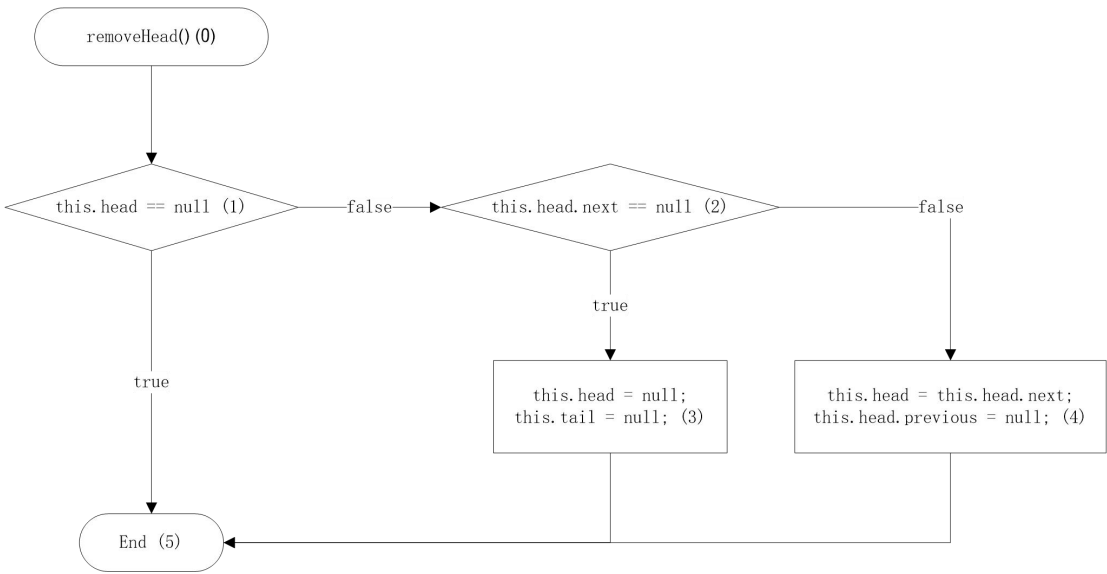 removeHead() (0)
this.head == null (1)
false
this.head.next == null (2)
false
true
true
this.head = null;
this.tail = null; (3)
this.head = this.head.next;
this.head.previous = null; (4)
End (5)